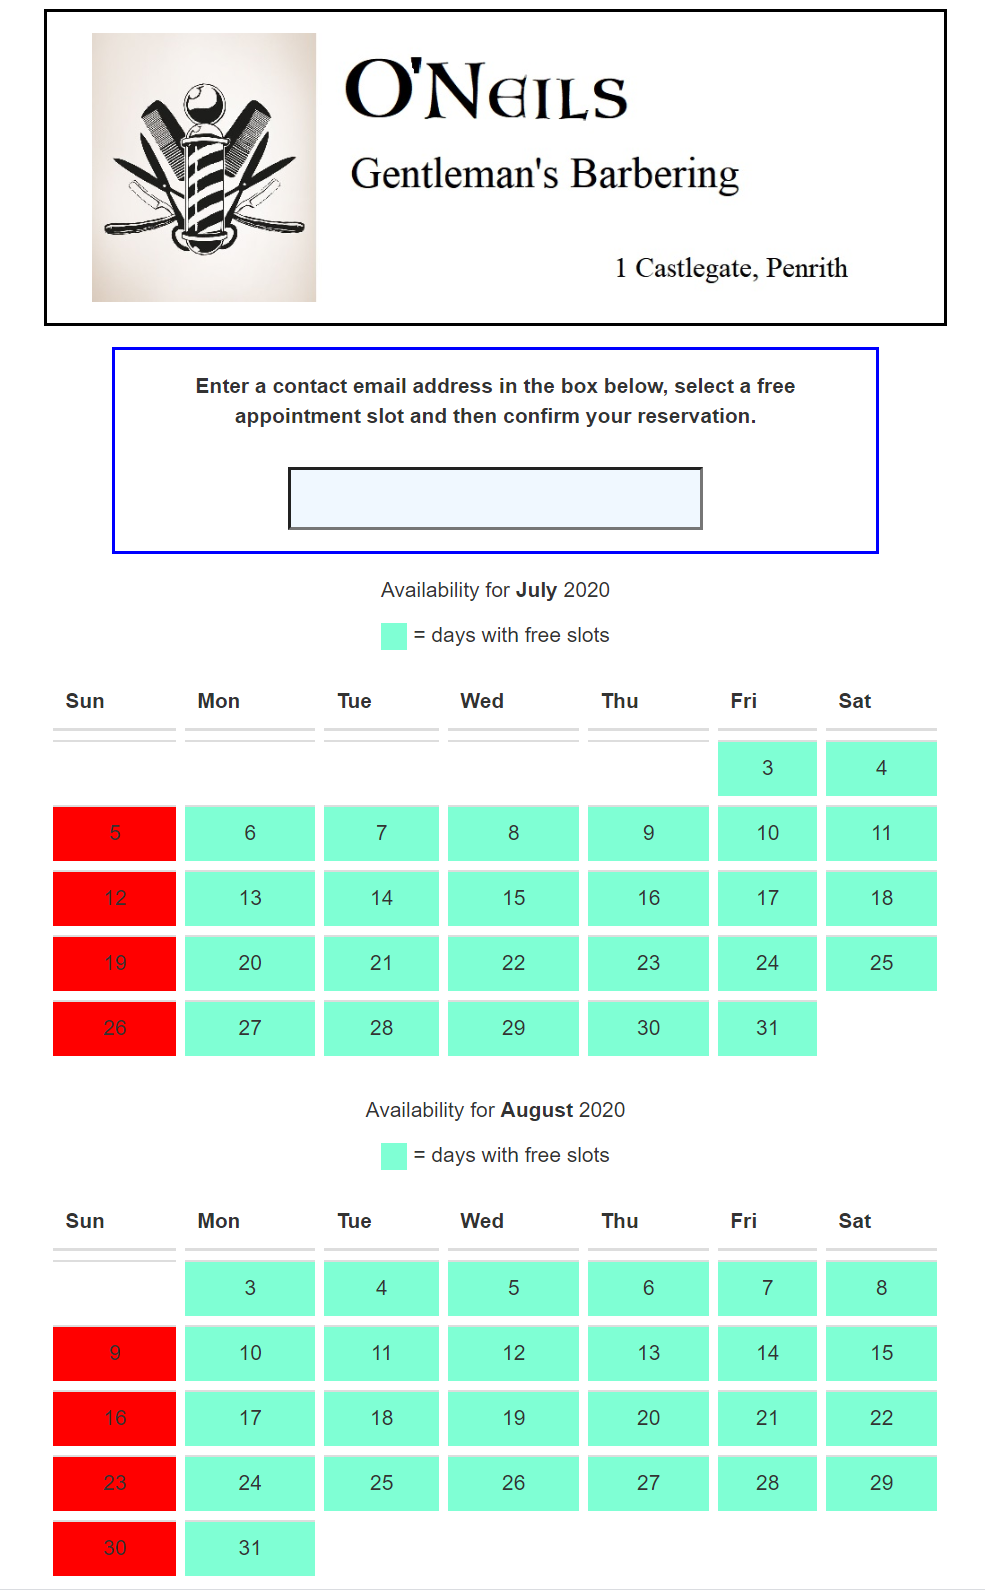 O'Neils
Gentleman's Barbering
1 Castlegate, Penrith
Enter a contact email address in the box below, select a free
appointment slot and then confirm your reservation.
Availability for July 2020
= days with free slots
Sun Mon Tue Wed Thu Fri Sat
3 4
5 6 7 8 9 10 11
12 13 14 15 16 17 18
19 20 21 22 23 24 25
26 27 28 29 30 31
Availability for August 2020
= days with free slots
Sun Mon Tue Wed Thu Fri Sat
3 4 5 6 7 8
9 10 11 12 13 14 15
16 17 18 19 20 21 22
23 24 25 26 27 28 29
30 31